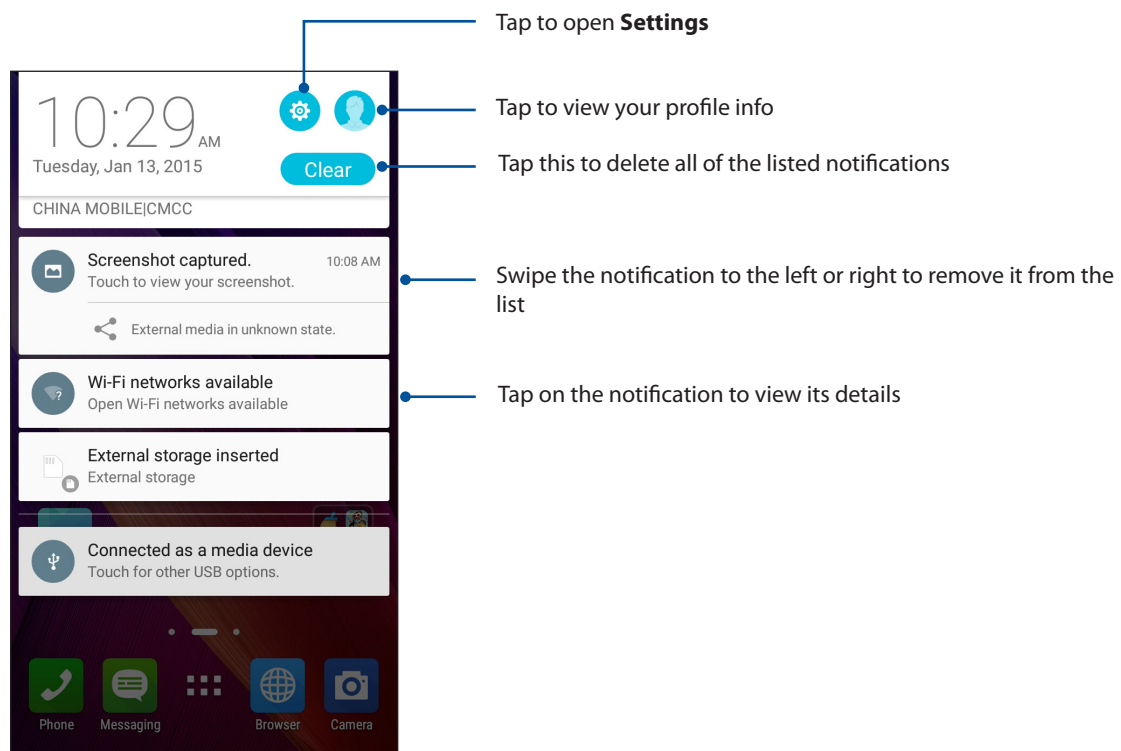 Tap to open Settings
10:29 AM
Tuesday, Jan 13, 2015
Tap to view your profile info
Clear
Tap this to delete all of the listed notifications
CHINA MOBILE|CMCC
Screenshot captured.
10:08 AM
Touch to view your screenshot.
External media in unknown state.
Swipe the notification to the left or right to remove it from the
list
Wi-Fi networks available
Open Wi-Fi networks available
Tap on the notification to view its details
External storage inserted
External storage
Connected as a media device
Touch for other USB options.
Phone
Messaging
Browser
Camera